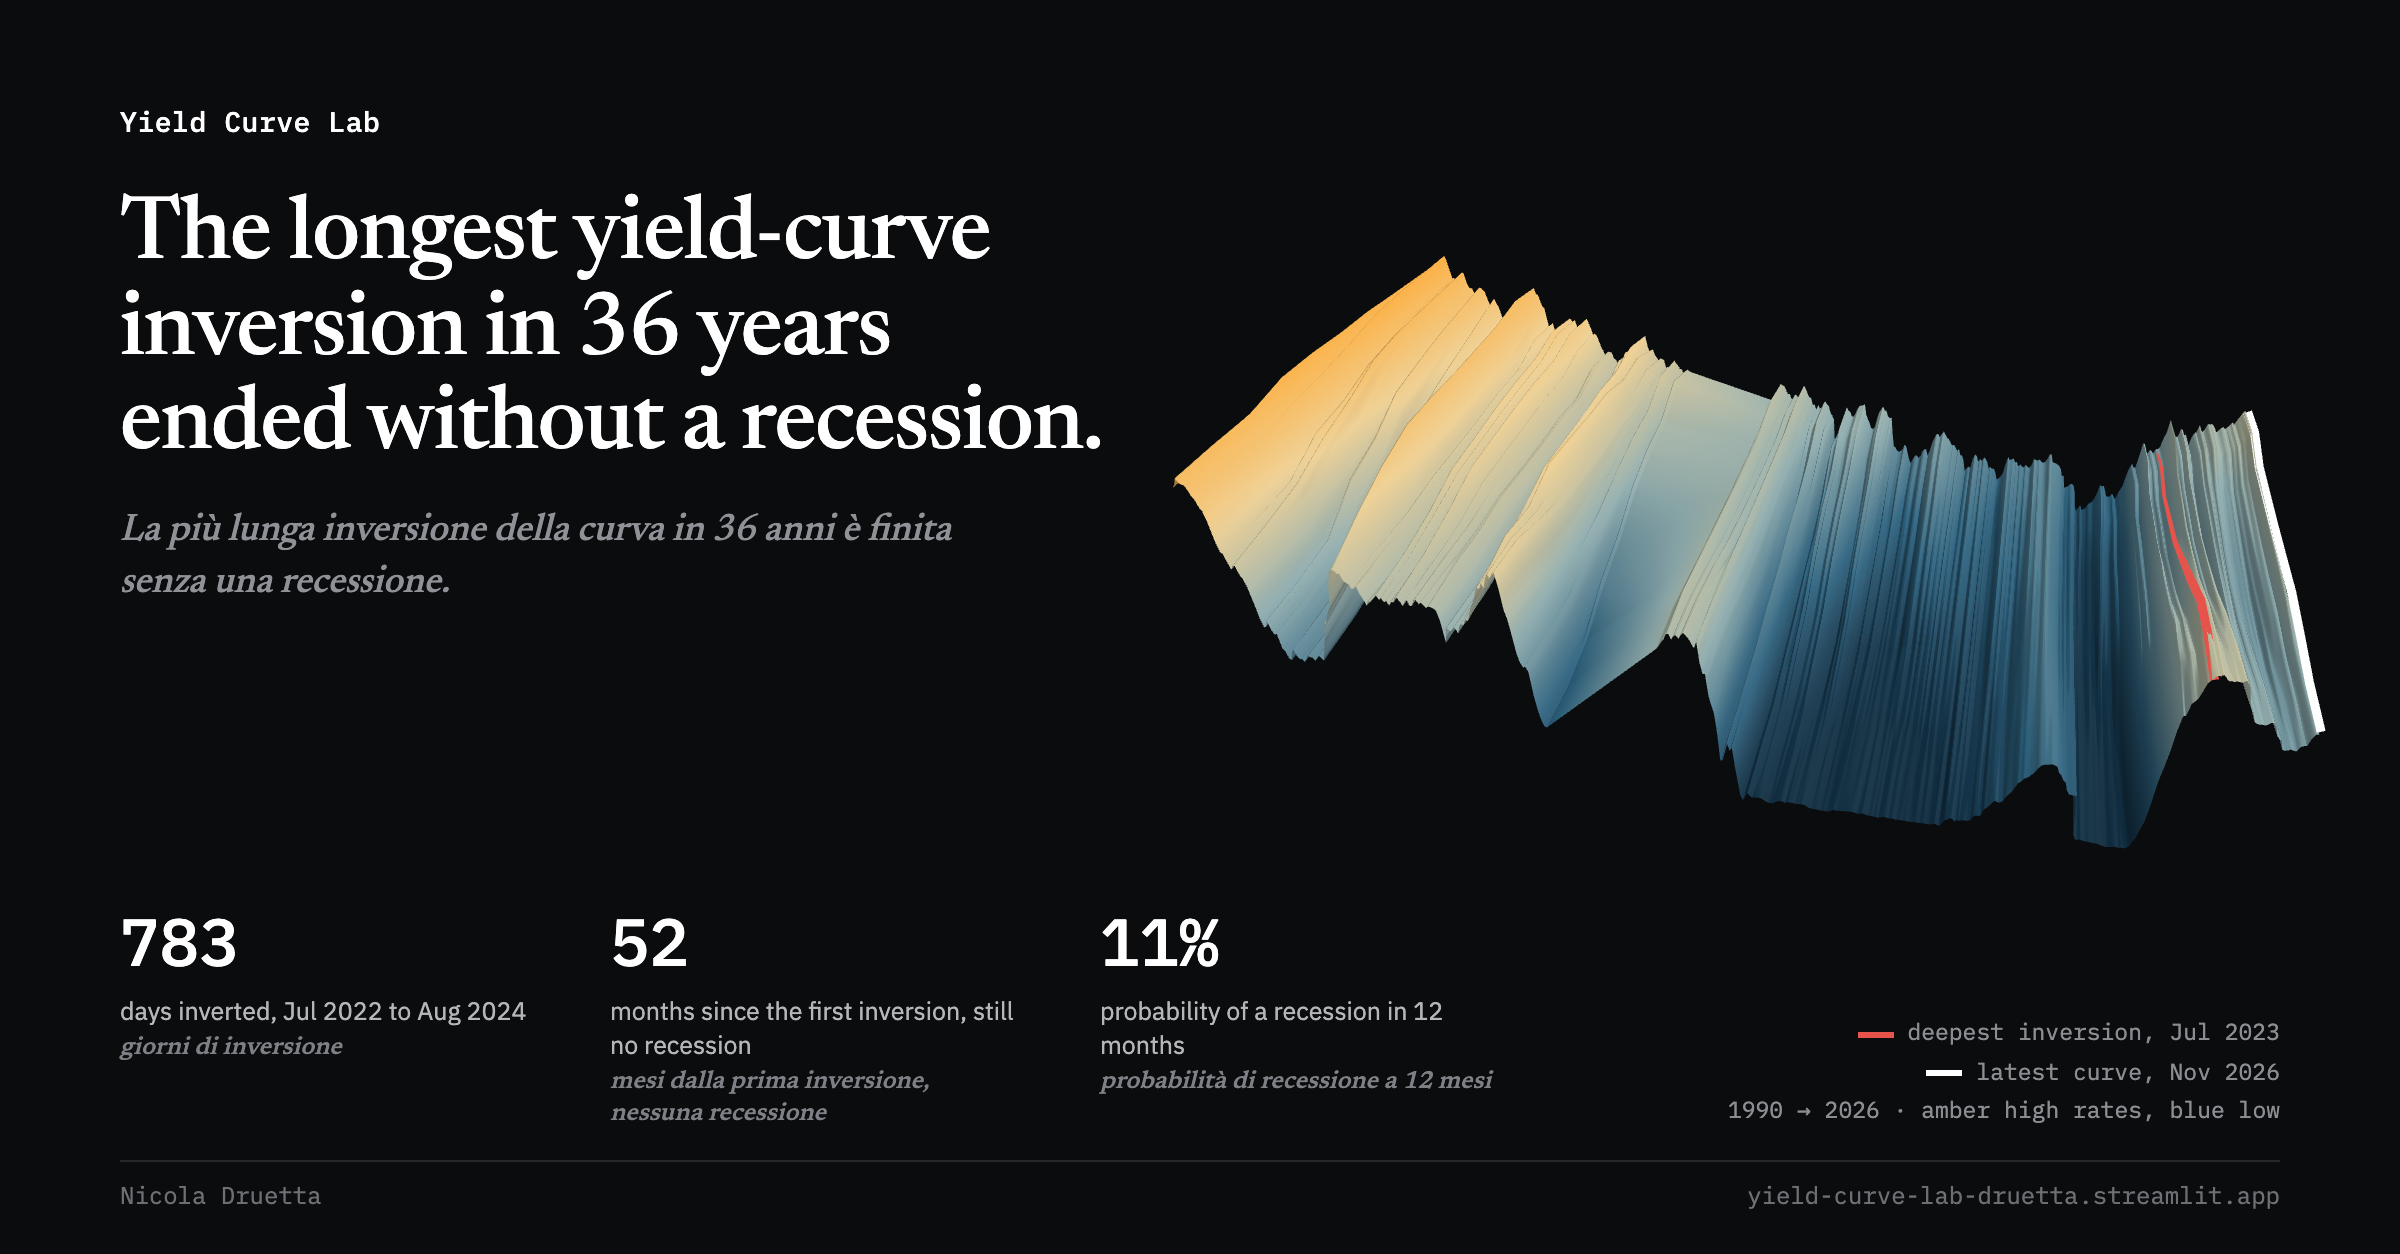 Yield Curve Lab
The longest yield-curve
inversion in 36 years
ended without a recession.
La più lunga inversione della curva in 36 anni è finita
senza una recessione.
783
days inverted, Jul 2022 to Aug 2024
giorni di inversione
52
months since the first inversion, still
no recession
mesi dalla prima inversione,
nessuna recessione
11%
probability of a recession in 12
months
probabilità di recessione a 12 mesi
deepest inversion, Jul 2023
latest curve, Nov 2026
1990 → 2026 · amber high rates, blue low
Nicola Druetta
yield-curve-lab-druetta.streamlit.app